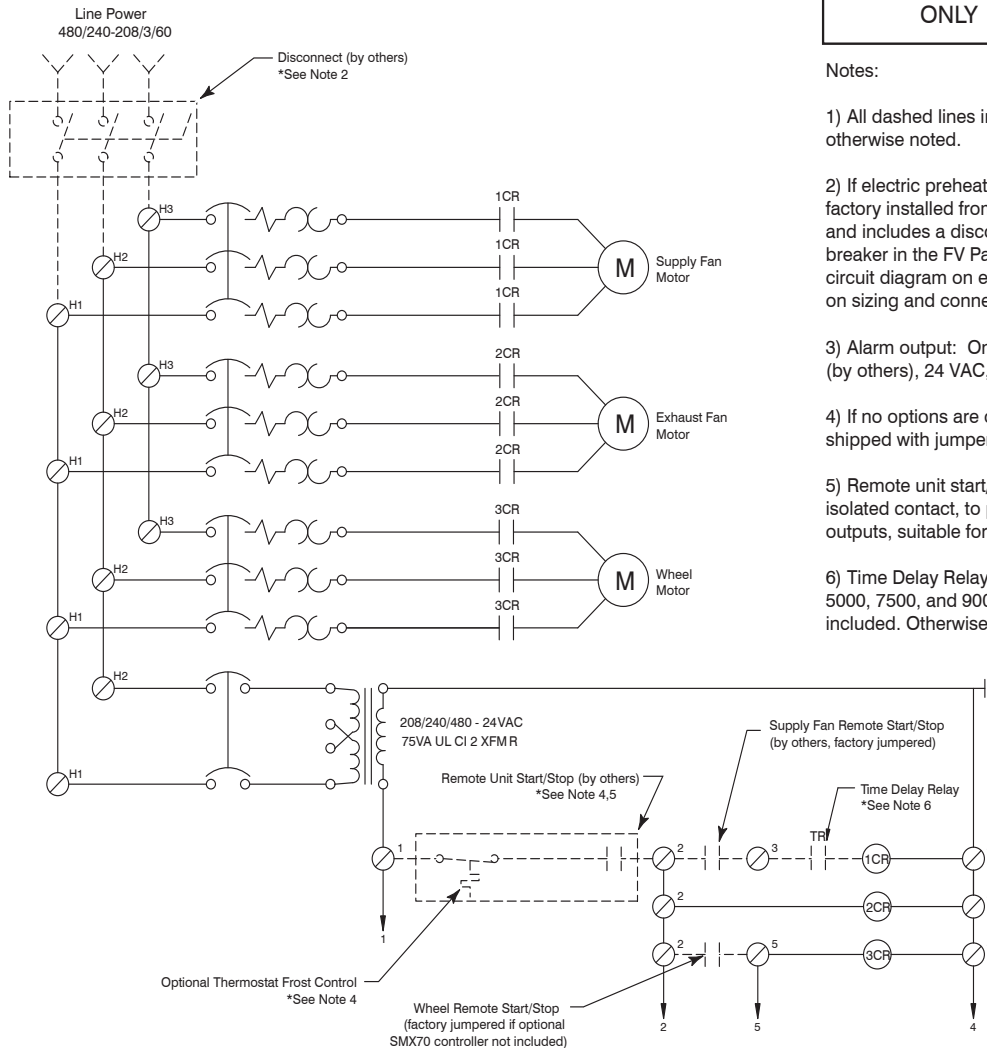 Line Power
480/240-208/3/60
Disconnect (by others)
*See Note 2
H3
1CR
H2
1CR
Supply Fan
Motor
M
H1
1CR
H3
2CR
H2
2CR
Exhaust Fan
Motor
M
H1
2CR
H3
3CR
H2
3CR
Wheel
Motor
M
H1
3CR
H2
208/240/480 - 24VAC
75VA UL Cl 2 XFMR
H1
Remote Unit Start/Stop (by others)
*See Note 4,5
Supply Fan Remote Start/Stop
(by others, factory jumpered)
Time Delay Relay
*See Note 6
1
2
3
TR
1CR
2
2CR
1
2
5
3CR
Optional Thermostat Frost Control
*See Note 4
Wheel Remote Start/Stop
(factory jumpered if optional
SMX70 controller not included)
2
5
4
ONLY
Notes:
1) All dashed lines in
otherwise noted.
2) If electric preheat
factory installed from
and includes a disco
breaker in the FV Pa
circuit diagram on e
on sizing and conne
3) Alarm output: On
(by others), 24 VAC,
4) If no options are o
shipped with jumper
5) Remote unit start/
isolated contact, to p
outputs, suitable for
6) Time Delay Relay
5000, 7500, and 900
included. Otherwise